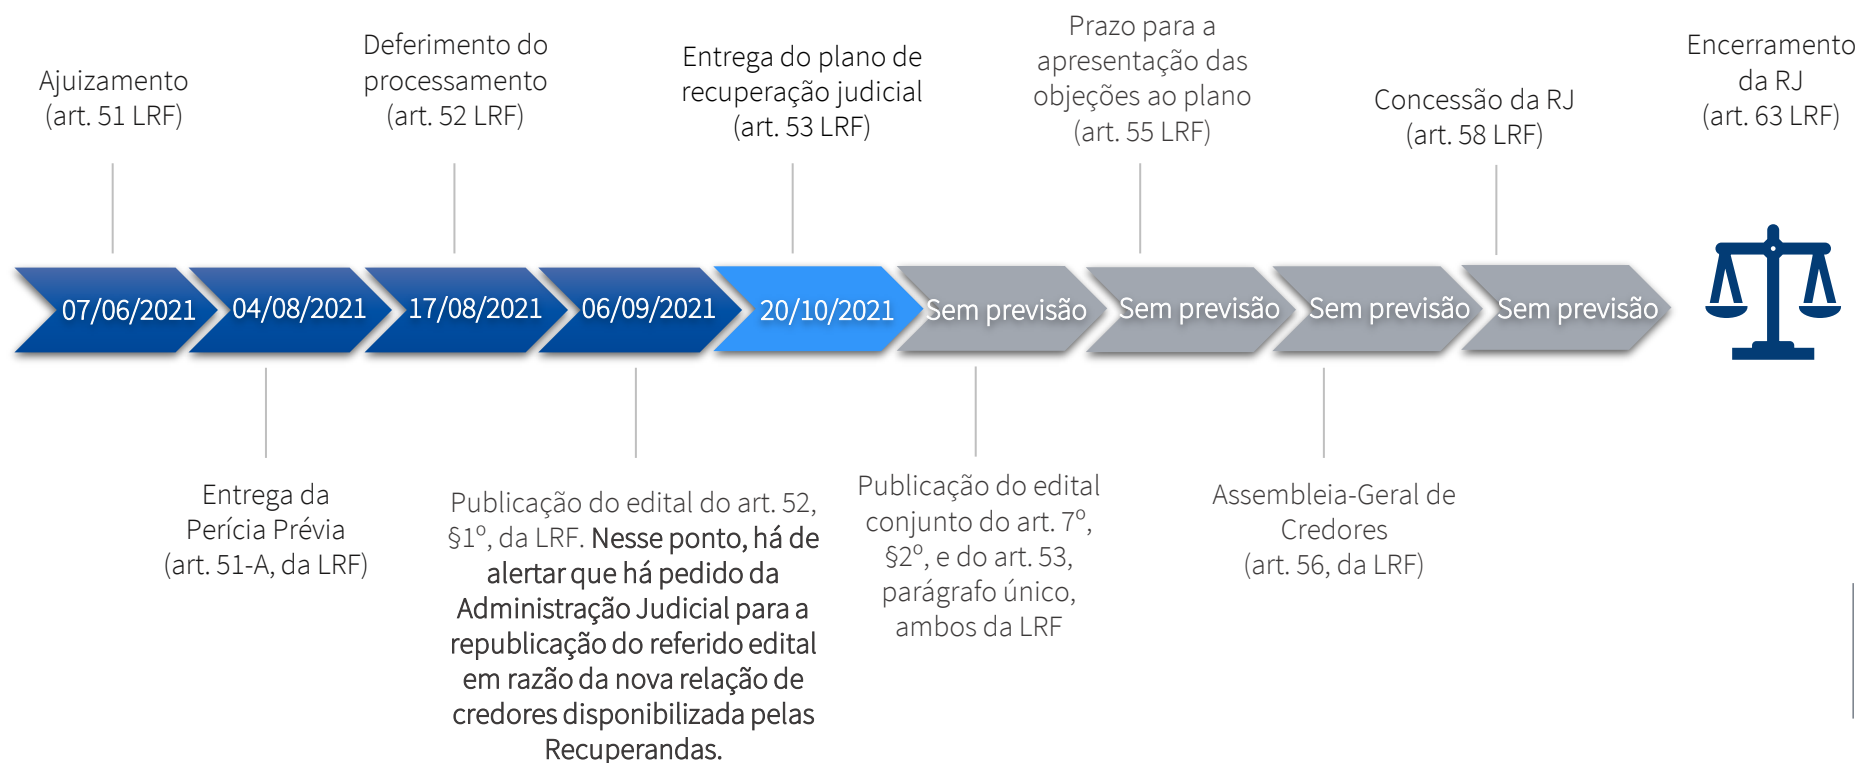 Ajuizamento
(art. 51 LRF)
Deferimento do
processamento
(art. 52 LRF)
Entrega do plano de
recuperação judicial
(art. 53 LRF)
Prazo para a
apresentação das
objeções ao plano
(art. 55 LRF)
Concessão da RJ
(art. 58 LRF)
Encerramento
da RJ
(art. 63 LRF)
07/06/2021
04/08/2021
17/08/2021
06/09/2021
20/10/2021
Sem previsão
Sem previsão
Sem previsão
Sem previsão
Entrega da
Perícia Prévia
(art. 51-A, da LRF)
Publicação do edital do art. 52,
§1º, da LRF. Nesse ponto, há de
alertar que há pedido da
Administração Judicial para a
republicação do referido edital
em razão da nova relação de
credores disponibilizada pelas
Recuperandas.
Publicação do edital
conjunto do art. 7º,
§2º, e do art. 53,
parágrafo único,
ambos da LRF
Assembleia-Geral de
Credores
(art. 56, da LRF)